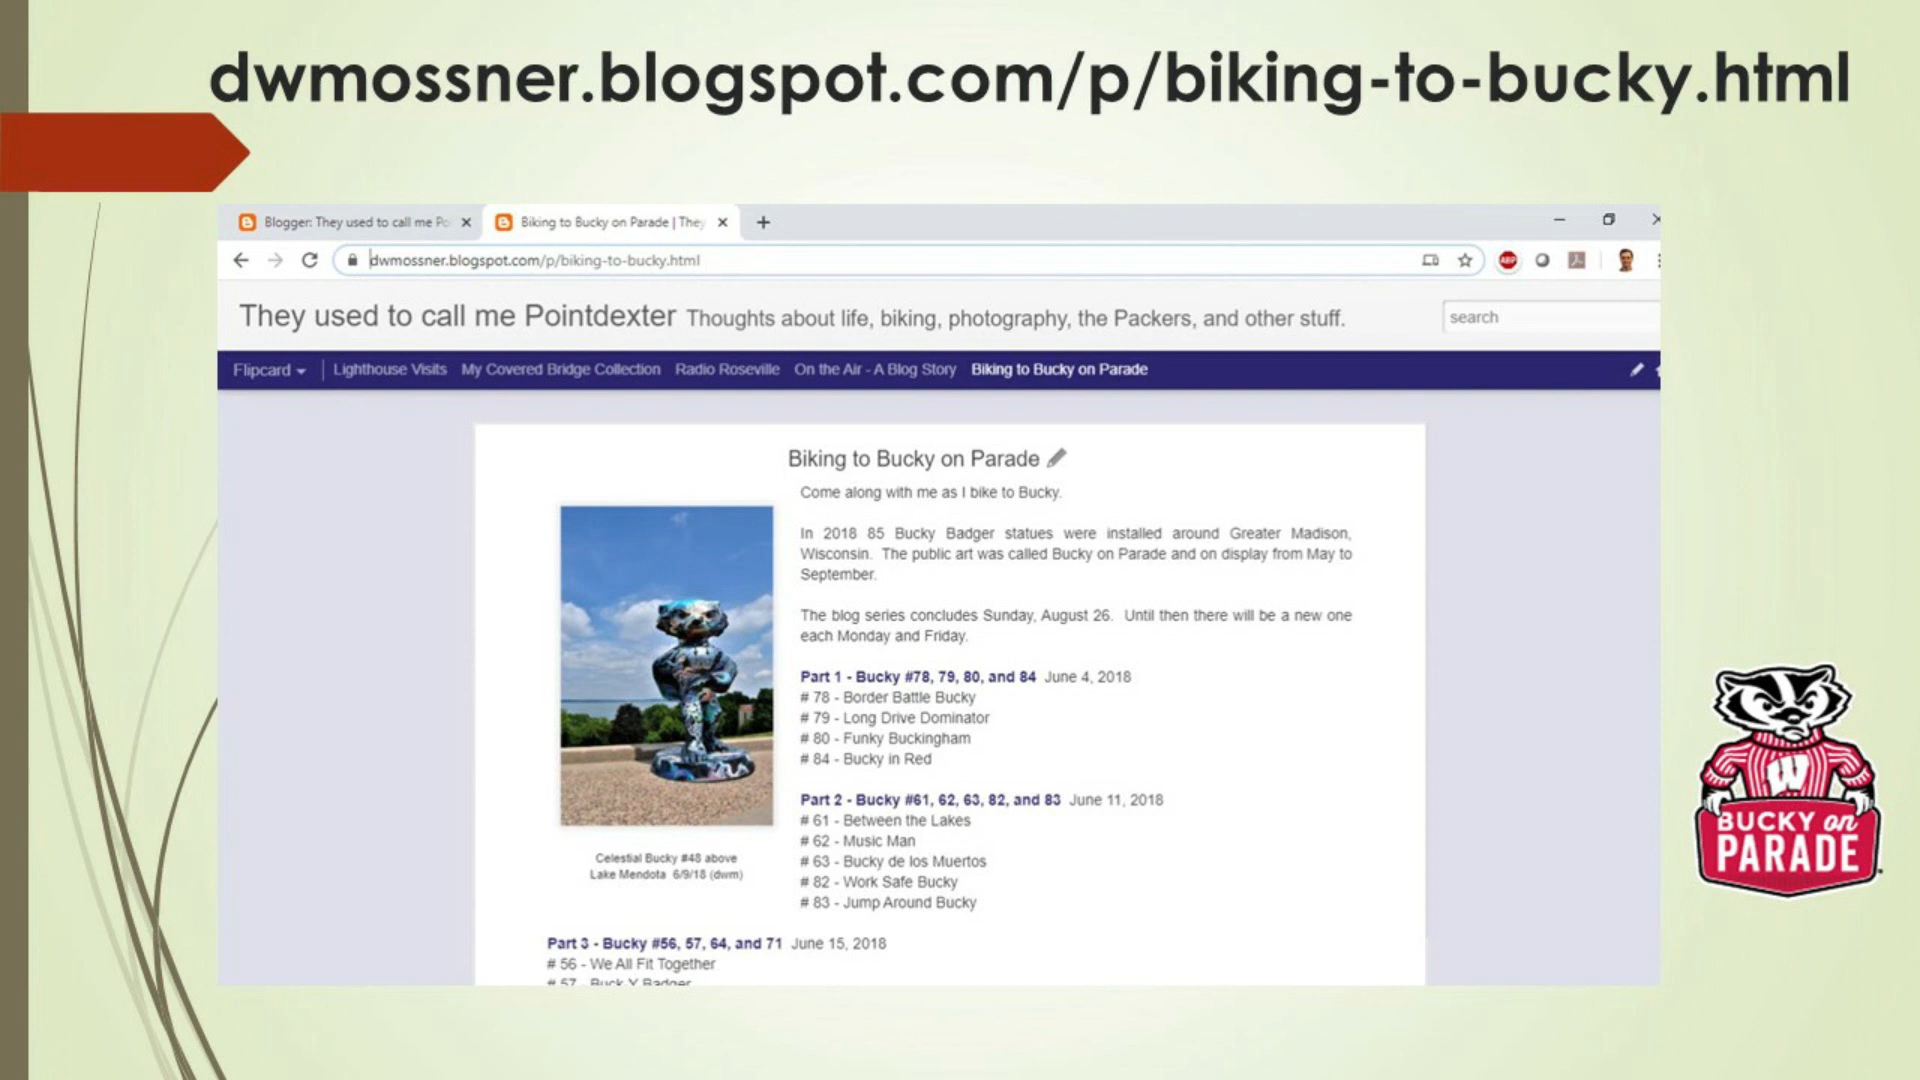 dwmossner.blogspot.com/p/biking-to-bucky.html
Blogger: They used to call me Po
Biking to Bucky on Parade | They
dwmossner.blogspot.com/p/biking-to-bucky.html
ABP
They used to call me Pointdexter Thoughts about life, biking, photography, the Packers, and other stuff.
search
Flipcard
Lighthouse Visits My Covered Bridge Collection Radio Roseville On the Air - A Blog Story Biking to Bucky on Parade
Biking to Bucky on Parade
Come along with me as I bike to Bucky.
In 2018 85 Bucky Badger statues were installed around Greater Madison,
Wisconsin. The public art was called Bucky on Parade and on display from May to
September.
The blog series concludes Sunday, August 26. Until then there will be a new one
each Monday and Friday.
Part 1 - Bucky #78, 79, 80, and 84 June 4, 2018
# 78 - Border Battle Bucky
# 79 - Long Drive Dominator
# 80 - Funky Buckingham
# 84 - Bucky in Red
Part 2 - Bucky #61, 62, 63, 82, and 83 June 11, 2018
# 61 - Between the Lakes
# 62 - Music Man
# 63 - Bucky de los Muertos
# 82 - Work Safe Bucky
# 83 - Jump Around Bucky
Celestial Bucky #48 above
Lake Mendota 6/9/18 (dwm)
Part 3 - Bucky #56, 57, 64, and 71 June 15, 2018
# 56 - We All Fit Together
# 57 - Buck-Y Badger
W
BUCKY on
PARADE